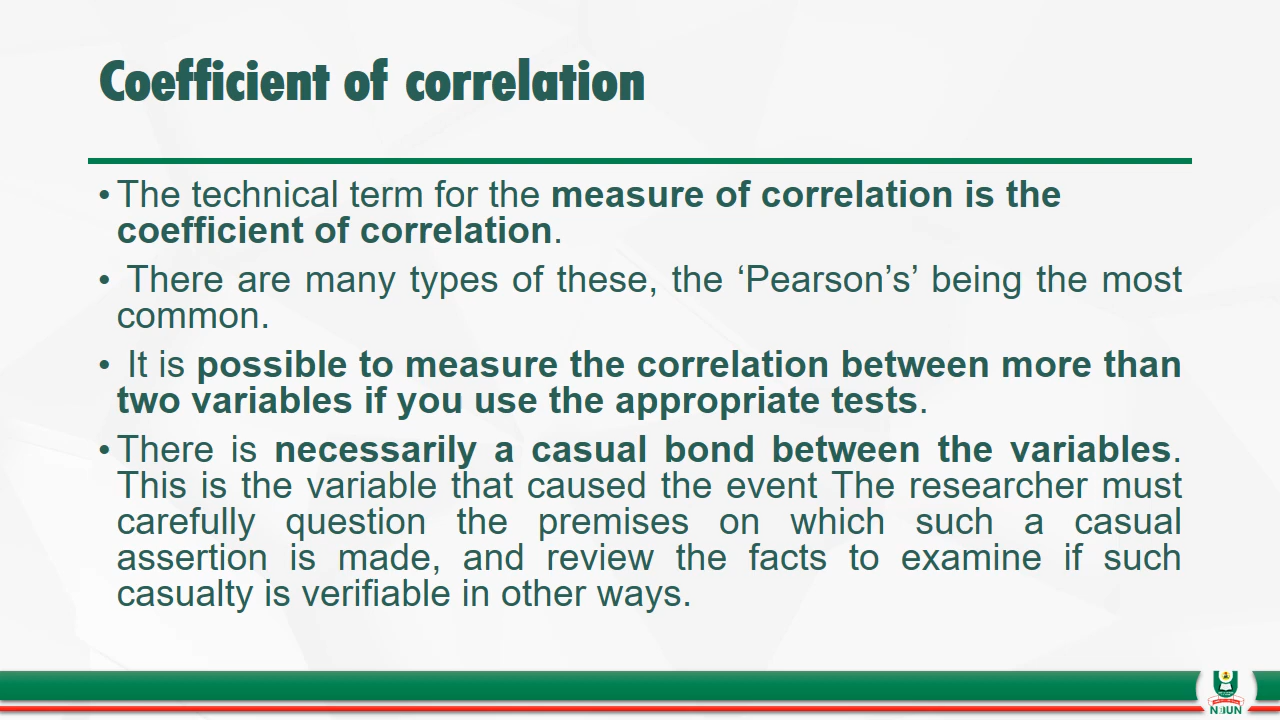 Coefficient of correlation
• The technical term for the measure of correlation is the
coefficient of correlation.
• There are many types of these, the ‘Pearson’s’ being the most
common.
• It is possible to measure the correlation between more than
two variables if you use the appropriate tests.
• There is necessarily a casual bond between the variables.
This is the variable that caused the event The researcher must
carefully question the premises on which such a casual
assertion is made, and review the facts to examine if such
casualty is verifiable in other ways.